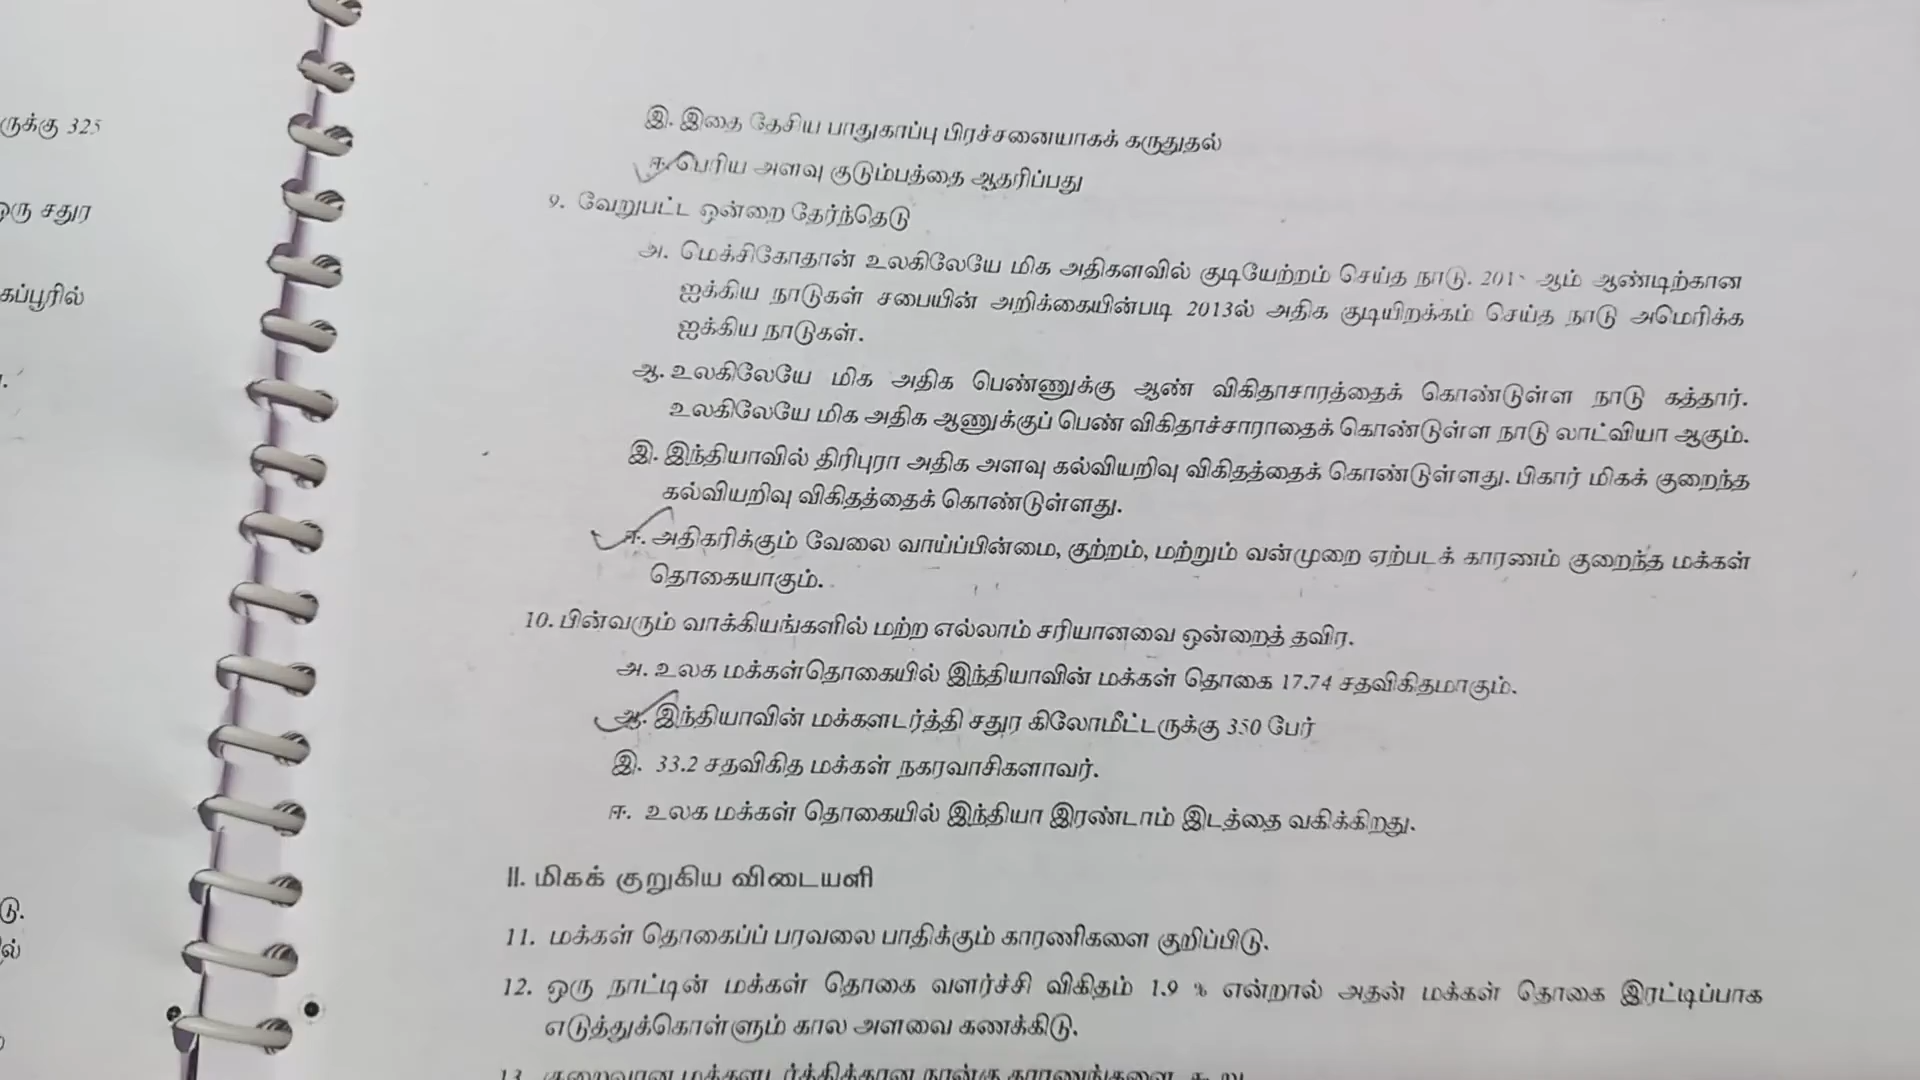 ருக்கு 325
ஒரு சதுர
கப்பூரில்
டு.
ல்
இ. இதை தேசிய பாதுகாப்பு பிரச்சனையாகக் கருதுதல்
ஈ. பெரிய அளவு குடும்பத்தை ஆதரிப்பது
9. வேறுபட்ட ஒன்றை தேர்ந்தெடு
அ. மெக்சிகோதான் உலகிலேயே மிக அதிகளவில் குடியேற்றம் செய்த நாடு. ஆம் ஆண்டிற்கான
ஐக்கிய நாடுகள் சபையின் அறிக்கையின்படி 2013ல் அதிக குடியிறக்கம் செய்த நாடு அமெரிக்க
ஐக்கிய நாடுகள்.
ஆ. உலகிலேயே மிக அதிக பெண்ணுக்கு ஆண் விகிதாசாரத்தைக் கொண்டுள்ள நாடு கத்தார்.
உலகிலேயே மிக அதிக ஆணுக்குப் பெண் விகிதாச்சாராதைக் கொண்டுள்ள நாடு லாட்வியா ஆகும்.
இ. இந்தியாவில் திரிபுரா அதிக அளவு கல்வியறிவு விகிதத்தைக் கொண்டுள்ளது. பிகார் மிகக் குறைந்த
கல்வியறிவு விகிதத்தைக் கொண்டுள்ளது.
ஈ. அதிகரிக்கும் வேலை வாய்ப்பின்மை, குற்றம், மற்றும் வன்முறை ஏற்படக் காரணம் குறைந்த மக்கள்
தொகையாகும்.
10. பின்வரும் வாக்கியங்களில் மற்ற எல்லாம் சரியானவை ஒன்றைத் தவிர.
அ. உலக மக்கள்தொகையில் இந்தியாவின் மக்கள் தொகை 17.74 சதவிகிதமாகும்.
ஆ. இந்தியாவின் மக்களடர்த்தி சதுர கிலோமீட்டருக்கு 350 பேர்
இ. 33.2 சதவிகித மக்கள் நகரவாசிகளாவர்.
ஈ. உலக மக்கள் தொகையில் இந்தியா இரண்டாம் இடத்தை வகிக்கிறது.
II. மிகக் குறுகிய விடையளி
11. மக்கள் தொகைப்ப் பரவலை பாதிக்கும் காரணிகளை குறிப்பிடு.
12. ஒரு நாட்டின் மக்கள் தொகை வளர்ச்சி விகிதம் 1.9 % என்றால் அதன் மக்கள் தொகை இரட்டிப்பாக
எடுத்துக்கொள்ளும் கால அளவை கணக்கிடு.
13. குறைவான மக்களடர்த்திக்கான நான்கு காரணங்களை கூறு